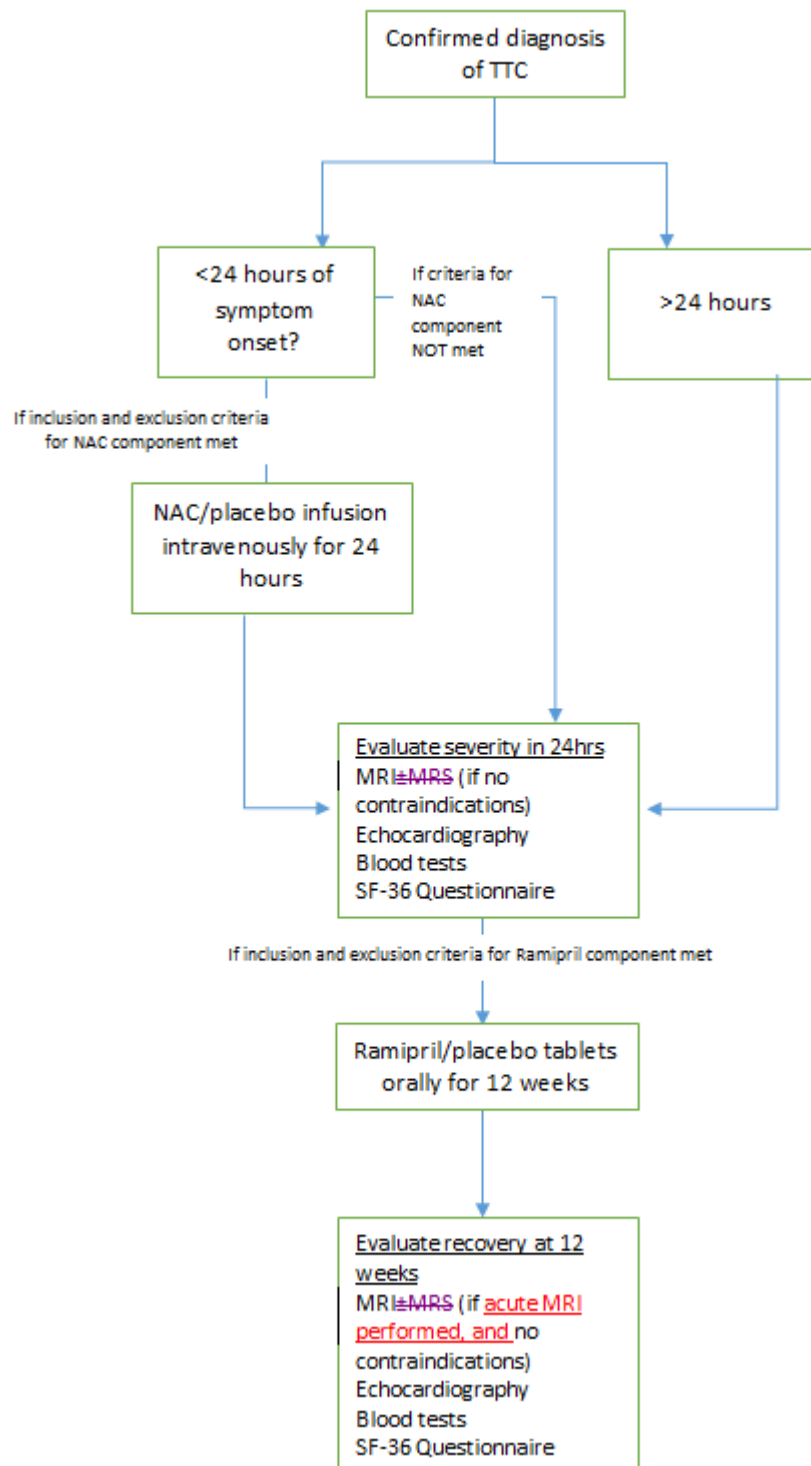 Confirmed diagnosis
of TTC
<24 hours of
symptom
onset?
If criteria for
NAC
component
NOT met
>24 hours
If inclusion and exclusion criteria
for NAC component met
NAC/placebo infusion
intravenously for 24
hours
Evaluate severity in 24hrs
MRI±MRS (if no
contraindications)
Echocardiography
Blood tests
SF-36 Questionnaire
If inclusion and exclusion criteria for Ramipril component met
Ramipril/placebo tablets
orally for 12 weeks
Evaluate recovery at 12
weeks
MRI±MRS (if acute MRI
performed, and no
contraindications)
Echocardiography
Blood tests
SF-36 Questionnaire